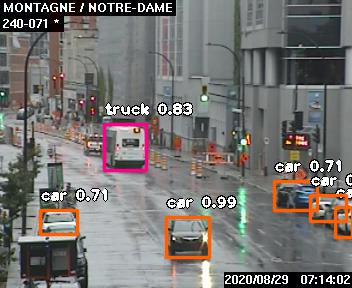 MONTAGNE / NOTRE-DAME
240-071 *
truck 0.83
car 0.71
car 0.71
car 0.99
2020/08/29 07:14:02